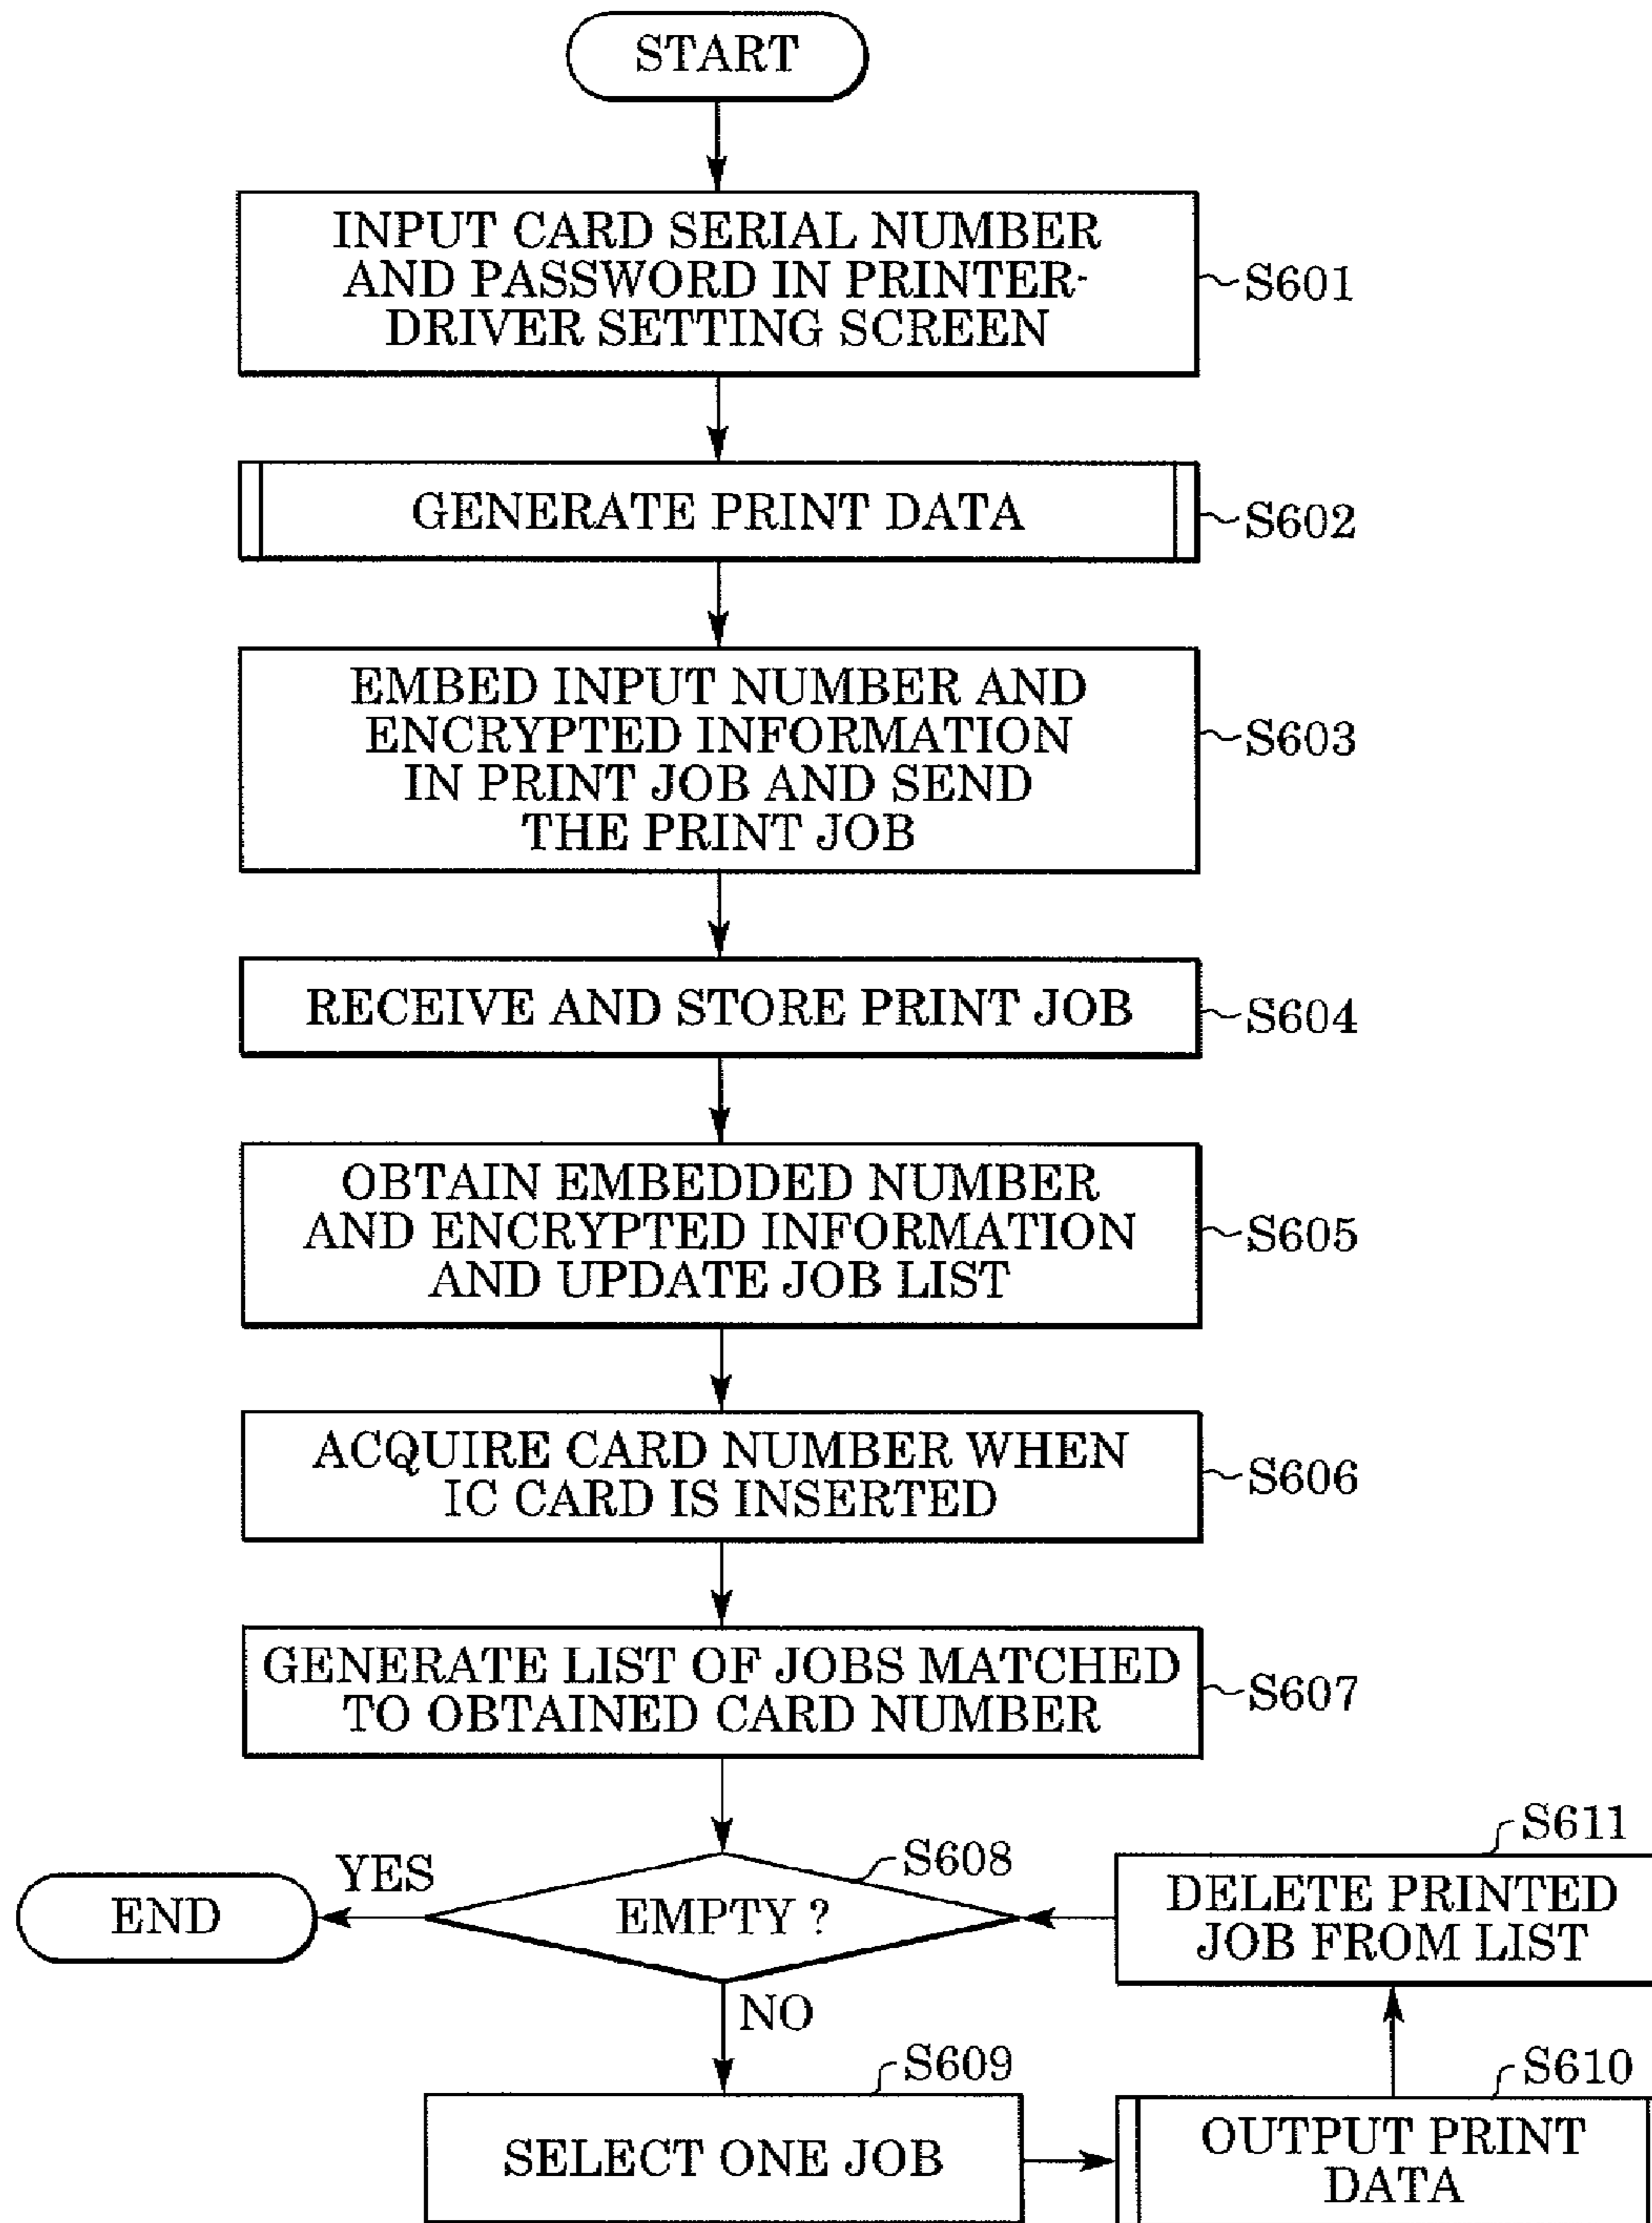 START
INPUT CARD SERIAL NUMBER
AND PASSWORD IN PRINTER-
DRIVER SETTING SCREEN
S601
GENERATE PRINT DATA
S602
EMBED INPUT NUMBER AND
ENCRYPTED INFORMATION
IN PRINT JOB AND SEND
THE PRINT JOB
S603
RECEIVE AND STORE PRINT JOB
S604
OBTAIN EMBEDDED NUMBER
AND ENCRYPTED INFORMATION
AND UPDATE JOB LIST
S605
ACQUIRE CARD NUMBER WHEN
IC CARD IS INSERTED
S606
GENERATE LIST OF JOBS MATCHED
TO OBTAINED CARD NUMBER
S607
EMPTY ?
S608
YES
END
NO
SELECT ONE JOB
S609
OUTPUT PRINT
DATA
S610
DELETE PRINTED
JOB FROM LIST
S611